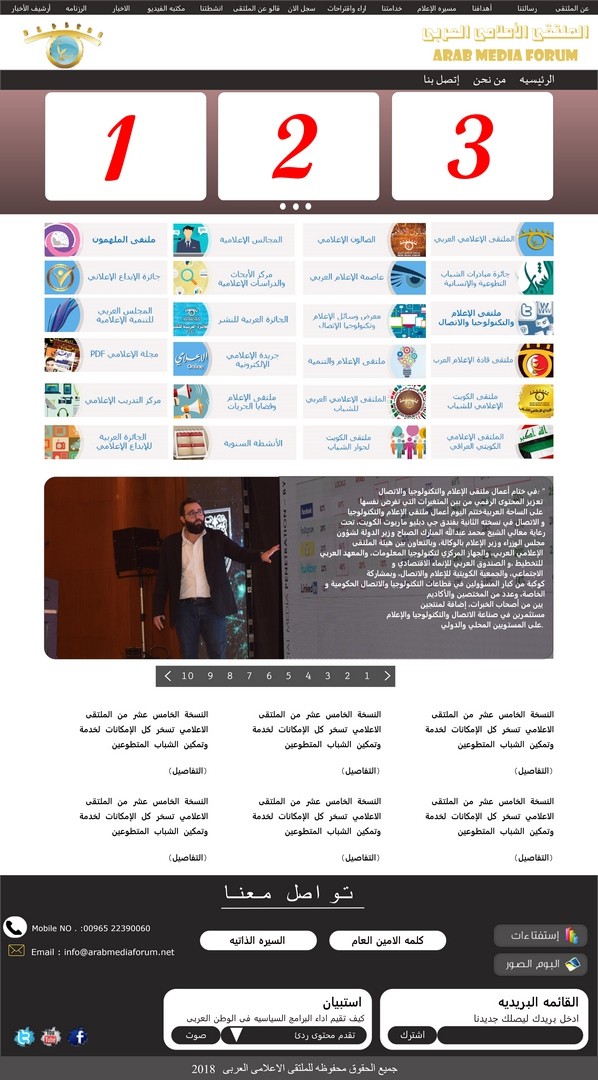 عن الملتقى
رسالتنا
أهدافنا
مسيرة الإعلام
خدامتنا
اراء واقتراحات
سجل الان
قالو عن الملتقى
انشطتنا
مكتبه الفيديو
الاخبار
الرزنامه
أرشيف الأخبار
الملتقى الأعلامى العربى
ARAB MEDIA FORUM
الرئيسيه
من نحن
إتصل بنا
1
2
3
الملتقى الإعلامي العربي
الصالون الإعلامي
المجالس الإعلامية
ملتقى الملهمون
جائزة مبادرات الشباب
التطوعية والإنسانية
عاصمة الإعلام العربي
مركز الأبحاث
والدراسات الإعلامية
جائزة الإبداع الإعلاني
ملتقى الإعلام
والتكنولوجيا والاتصال
معرض وسائل الإعلام
وتكنولوجيا الإتصال
الجائزة العربية للنشر
المجلس العربي
للتنمية الإعلامية
ملتقى قادة الإعلام العرب
ملتقى الإعلام والتنمية
جريدة الإعلامي
الإلكترونية
الإعلامي
Online
مجلة الإعلامي PDF
ملتقى الكويت
الإعلامي للشباب
الملتقى الإعلامي العربي
للشباب
ملتقى الإعلام
وقضايا الحريات
مركز التدريب الإعلامي
الملتقى الإعلامي
الكويتي العراقي
ملتقى الكويت
لحوار الشباب
الأنشطة السنوية
الجائزة العربية
للإبداع الإعلامي
في ختام أعمال ملتقى الإعلام والتكنولوجيا والاتصال
تعزيز المحتوى الرقمي من بين المتغيرات التي تفرض نفسها
على الساحة العربيةختتم اليوم أعمال ملتقى الإعلام والتكنولوجيا
و الاتصال في نسخته الثانية بفندق جي دبليو ماريوت الكويت، تحت
رعاية معالي الشيخ محمد عبدالله المبارك الصباح وزير الدولة لشؤون
مجلس الوزراء وزير الإعلام بالوكالة، وبالتعاون بين هيئة الملتقى
الإعلامي العربي، والجهاز المركزي لتكنولوجيا المعلومات، والمعهد العربي
للتخطيط ،و الصندوق العربي للإنماء الاقتصادي و
الاجتماعي، والجمعية الكويتية للإعلام والاتصال، وبمشاركة
كوكبة من كبار المسؤولين في قطاعات التكنولوجيا والاتصال الحكومية و
الخاصة، وعدد من المختصين والأكاديم
يين من أصحاب الخبرات، إضافة لمنتجين
مستثمرين في صناعة الاتصال والتكنولوجيا والإعلام
.على المستويين المحلي والدولي
10 9 8 7 6 5 4 3 2 1
النسخة الخامس عشر من الملتقى
الاعلامي تسخر كل الإمكانات لخدمة
وتمكين الشباب المتطوعين
(التفاصيل)
النسخة الخامس عشر من الملتقى
الاعلامي تسخر كل الإمكانات لخدمة
وتمكين الشباب المتطوعين
(التفاصيل)
النسخة الخامس عشر من الملتقى
الاعلامي تسخر كل الإمكانات لخدمة
وتمكين الشباب المتطوعين
(التفاصيل)
النسخة الخامس عشر من الملتقى
الاعلامي تسخر كل الإمكانات لخدمة
وتمكين الشباب المتطوعين
(التفاصيل)
النسخة الخامس عشر من الملتقى
الاعلامي تسخر كل الإمكانات لخدمة
وتمكين الشباب المتطوعين
(التفاصيل)
النسخة الخامس عشر من الملتقى
الاعلامي تسخر كل الإمكانات لخدمة
وتمكين الشباب المتطوعين
(التفاصيل)
تواصل معنا
Mobile NO . :00965 22390060
Email : info@arabmediaforum.net
كلمه الامين العام
السيره الذاتيه
إستفتاءات
البوم الصور
القائمه البريديه
ادخل بريدك ليصلك جديدنا
اشترك
استبيان
كيف تقيم اداء البرامج السياسيه فى الوطن العربى
تقدم محتوى ردئ
صوت
جميع الحقوق محفوظه للملتقى الاعلامى العربى 2018